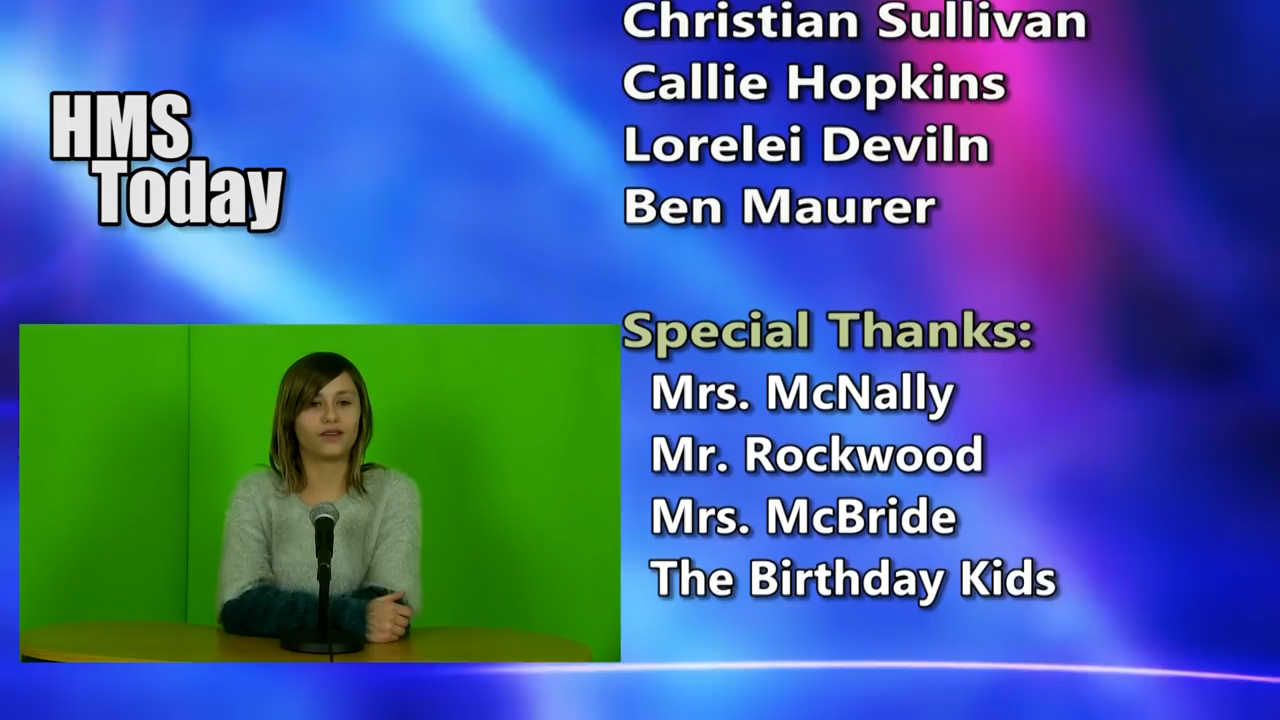 HMS
Today
Christian Sullivan
Callie Hopkins
Lorelei Deviln
Ben Maurer
Special Thanks:
Mrs. McNally
Mr. Rockwood
Mrs. McBride
The Birthday Kids